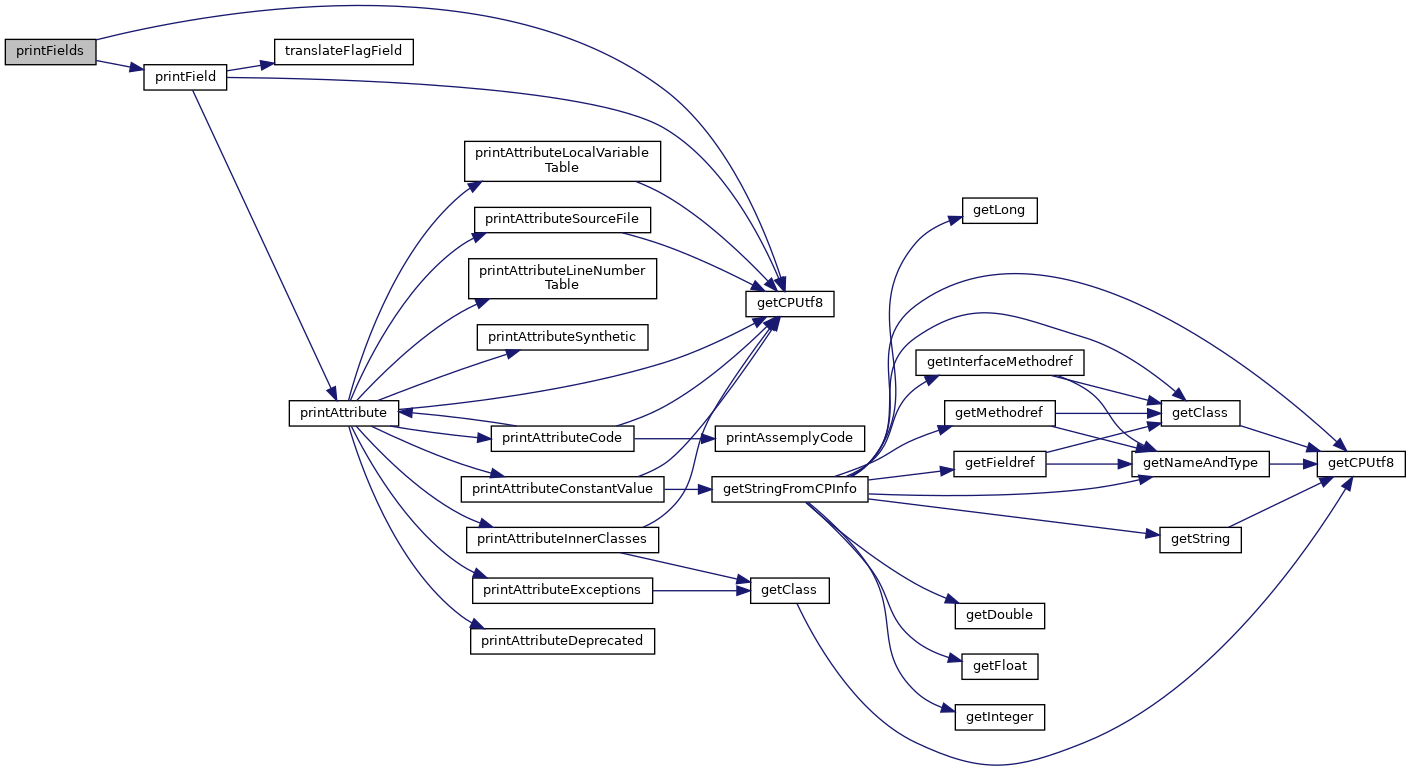 printFields
translateFlagField
printField
printAttributeLocalVariable
Table
printAttributeSourceFile
getLong
printAttributeLineNumber
Table
getCPUtf8
printAttributeSynthetic
getInterfaceMethodref
printAttribute
getMethodref
getClass
printAttributeCode
printAssemplyCode
getFieldref
getNameAndType
getCPUtf8
printAttributeConstantValue
getStringFromCPInfo
printAttributeInnerClasses
getString
printAttributeExceptions
getClass
getDouble
printAttributeDeprecated
getFloat
getInteger